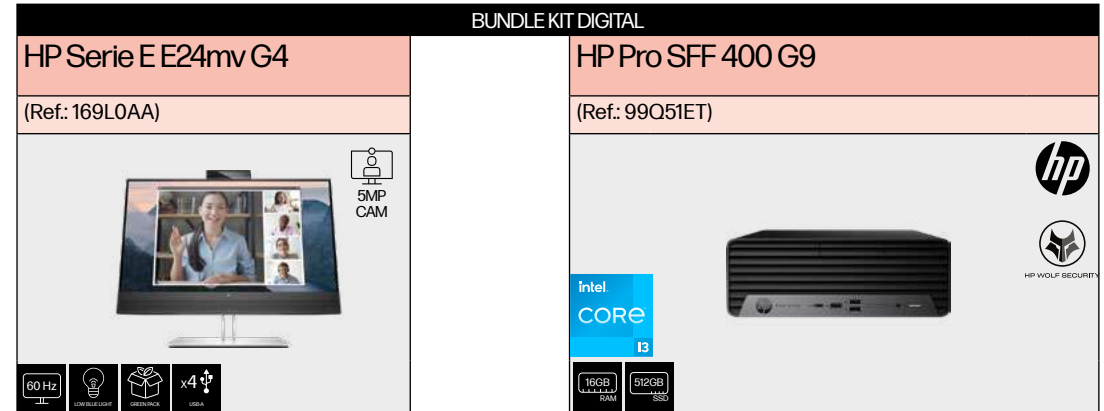 BUNDLE KIT DIGITAL
HP Serie E E24mv G4
(Ref.: 169L0AA)
5MP
CAM
60 Hz
LOW BLUE LIGHT
GREEN PACK
x4
USB-A
HP Pro SFF 400 G9
(Ref.: 99Q51ET)
hp
HP WOLF SECURITY
intel.
CORE
I3
16GB
RAM
512GB
SSD